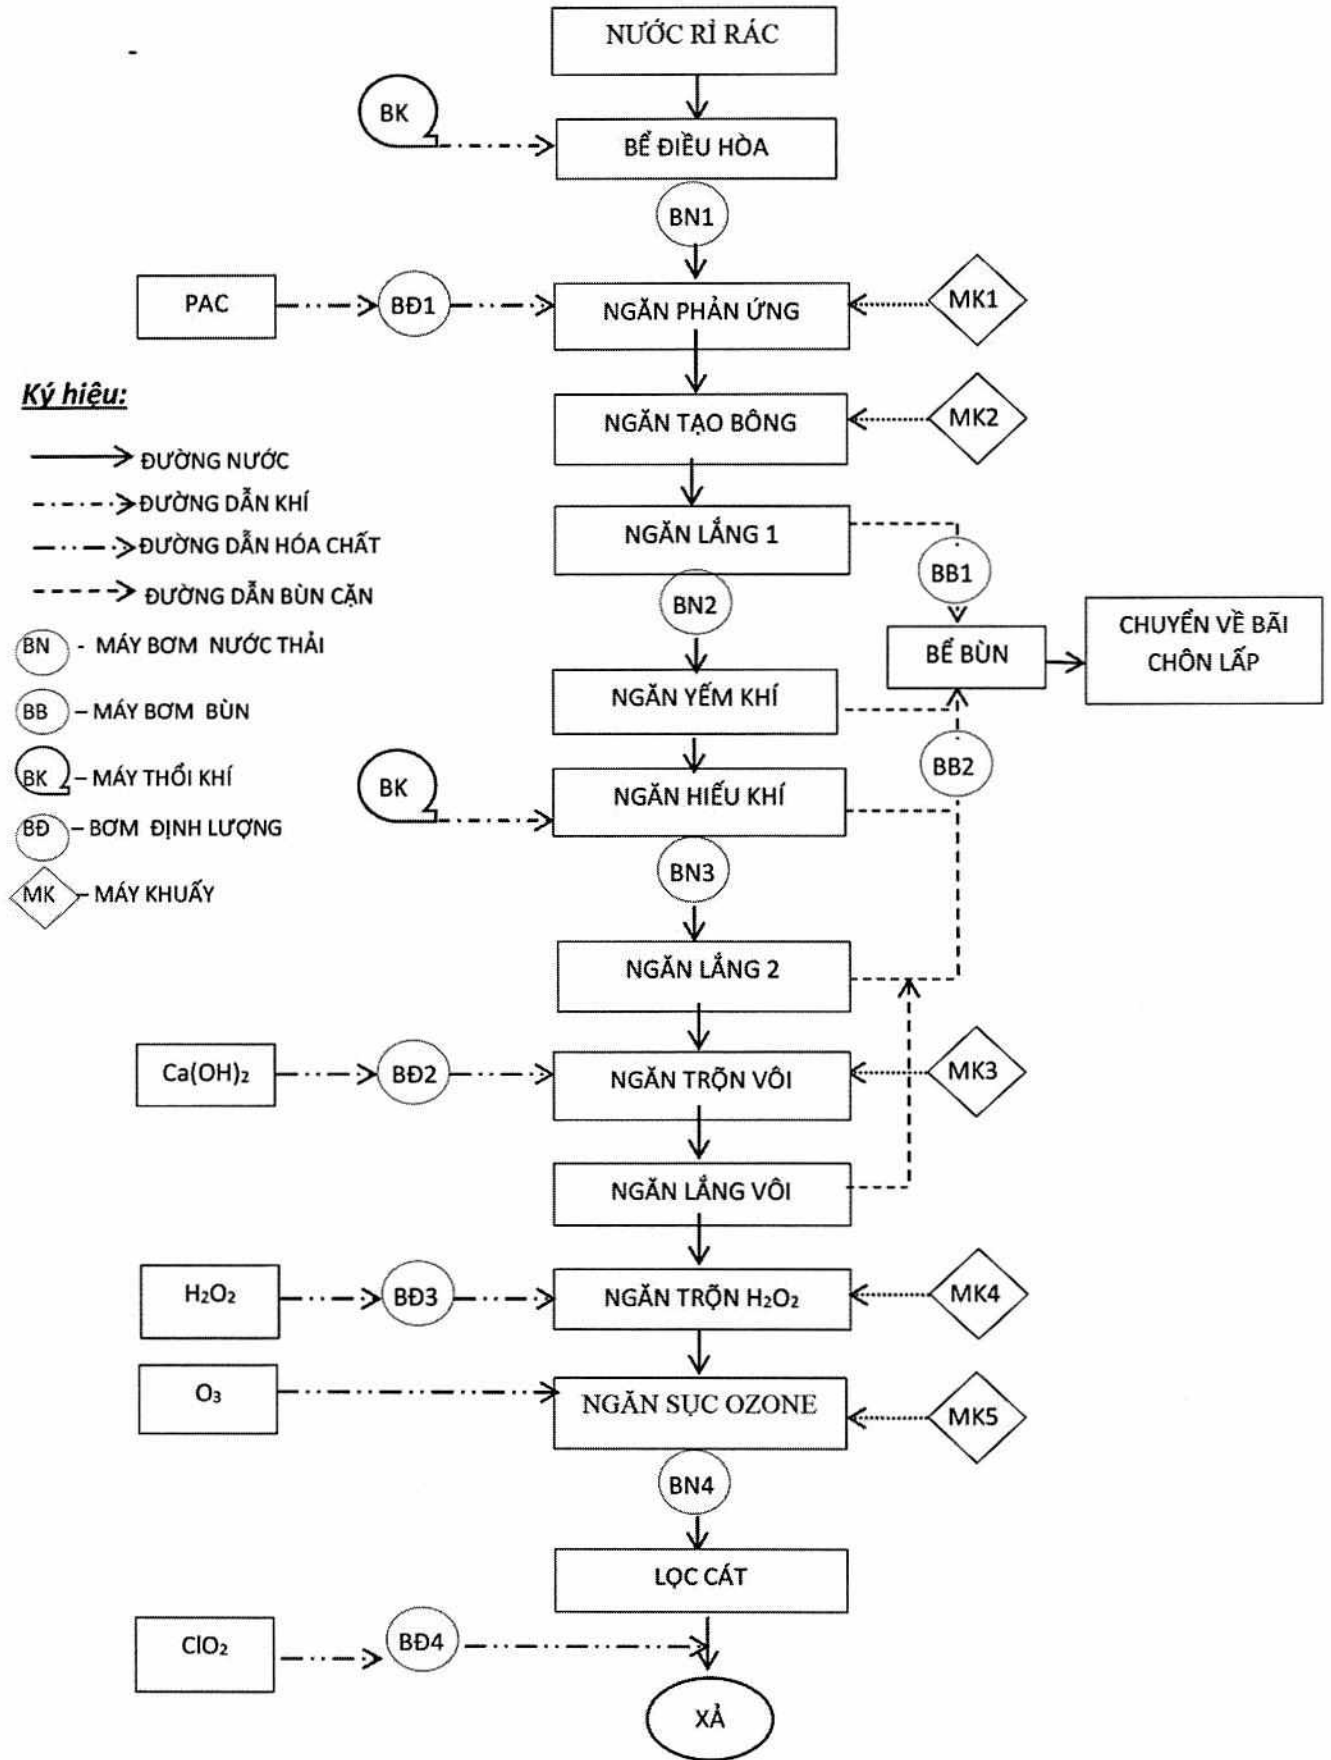 NƯỚC RỈ RÁC
BK
BỂ ĐIỀU HÒA
BN1
PAC
BĐ1
NGĂN PHẢN ỨNG
MK1
Ký hiệu:
NGĂN TẠO BÔNG
MK2
ĐƯỜNG NƯỚC
ĐƯỜNG DẪN KHÍ
ĐƯỜNG DẪN HÓA CHẤT
ĐƯỜNG DẪN BÙN CẶN
BN - MÁY BƠM NƯỚC THẢI
BB – MÁY BƠM BÙN
BK – MÁY THỔI KHÍ
BĐ – BƠM ĐỊNH LƯỢNG
MK – MÁY KHUẤY
NGĂN LẮNG 1
BB1
BN2
BỂ BÙN
CHUYỂN VỀ BÃI
CHÔN LẤP
NGĂN YẾM KHÍ
BB2
BK
NGĂN HIẾU KHÍ
BN3
NGĂN LẮNG 2
Ca(OH)₂
BĐ2
NGĂN TRỘN VÔI
MK3
NGĂN LẮNG VÔI
H₂O₂
BĐ3
NGĂN TRỘN H₂O₂
MK4
O₃
NGĂN SỤC OZONE
MK5
BN4
LỌC CÁT
ClO₂
BĐ4
XẢ